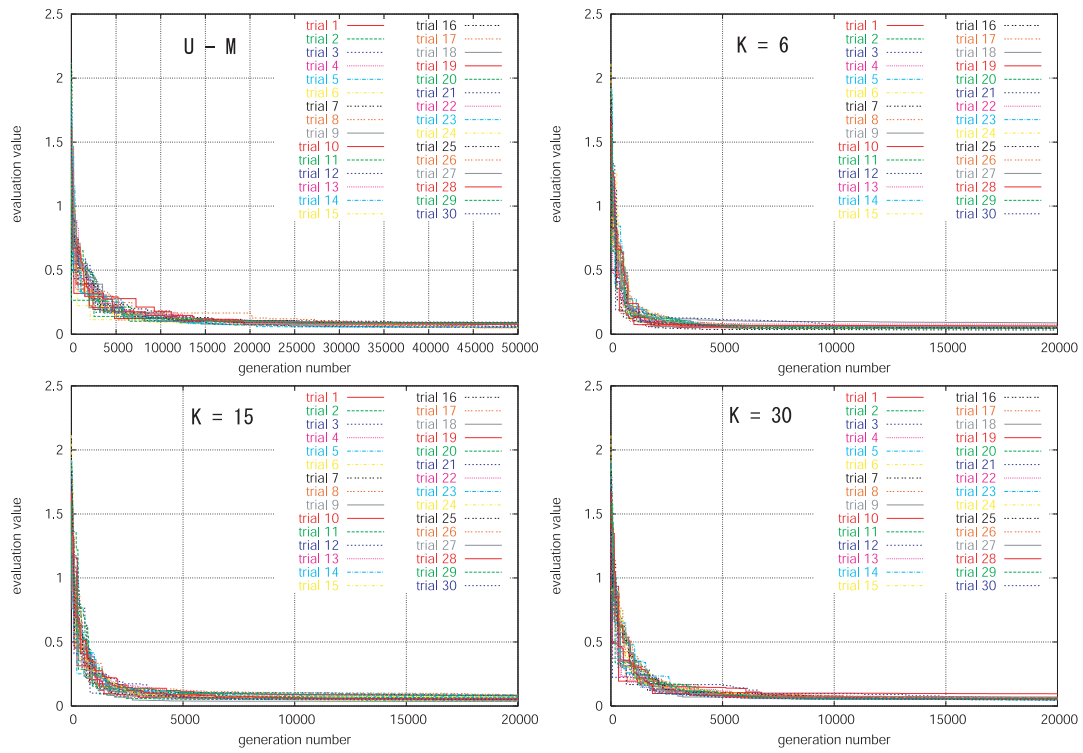 U - M
evaluation value
2.5
2
1.5
1
0.5
0
trial 1
trial 2
trial 3
trial 4
trial 5
trial 6
trial 7
trial 8
trial 9
trial 10
trial 11
trial 12
trial 13
trial 14
trial 15
trial 16
trial 17
trial 18
trial 19
trial 20
trial 21
trial 22
trial 23
trial 24
trial 25
trial 26
trial 27
trial 28
trial 29
trial 30
0 5000 10000 15000 20000 25000 30000 35000 40000 45000 50000
generation number
K = 6
evaluation value
2.5
2
1.5
1
0.5
0
trial 1
trial 2
trial 3
trial 4
trial 5
trial 6
trial 7
trial 8
trial 9
trial 10
trial 11
trial 12
trial 13
trial 14
trial 15
trial 16
trial 17
trial 18
trial 19
trial 20
trial 21
trial 22
trial 23
trial 24
trial 25
trial 26
trial 27
trial 28
trial 29
trial 30
0 5000 10000 15000 20000
generation number
K = 15
evaluation value
2.5
2
1.5
1
0.5
0
trial 1
trial 2
trial 3
trial 4
trial 5
trial 6
trial 7
trial 8
trial 9
trial 10
trial 11
trial 12
trial 13
trial 14
trial 15
trial 16
trial 17
trial 18
trial 19
trial 20
trial 21
trial 22
trial 23
trial 24
trial 25
trial 26
trial 27
trial 28
trial 29
trial 30
0 5000 10000 15000 20000
generation number
K = 30
evaluation value
2.5
2
1.5
1
0.5
0
trial 1
trial 2
trial 3
trial 4
trial 5
trial 6
trial 7
trial 8
trial 9
trial 10
trial 11
trial 12
trial 13
trial 14
trial 15
trial 16
trial 17
trial 18
trial 19
trial 20
trial 21
trial 22
trial 23
trial 24
trial 25
trial 26
trial 27
trial 28
trial 29
trial 30
0 5000 10000 15000 20000
generation number